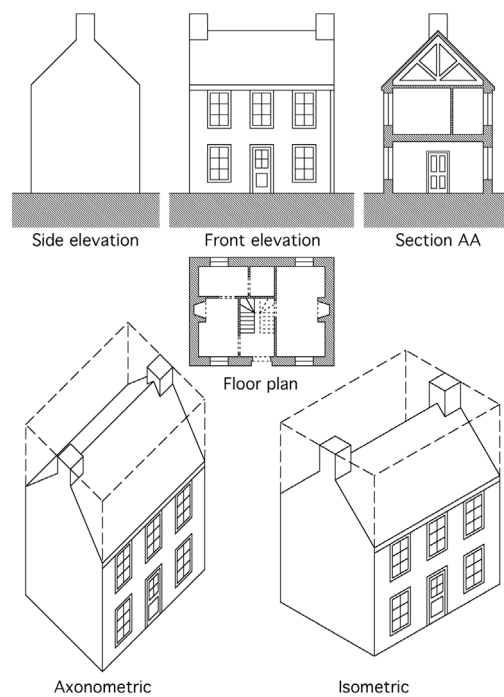 Side elevation
Front elevation
Section AA
Floor plan
Axonometric
Isometric